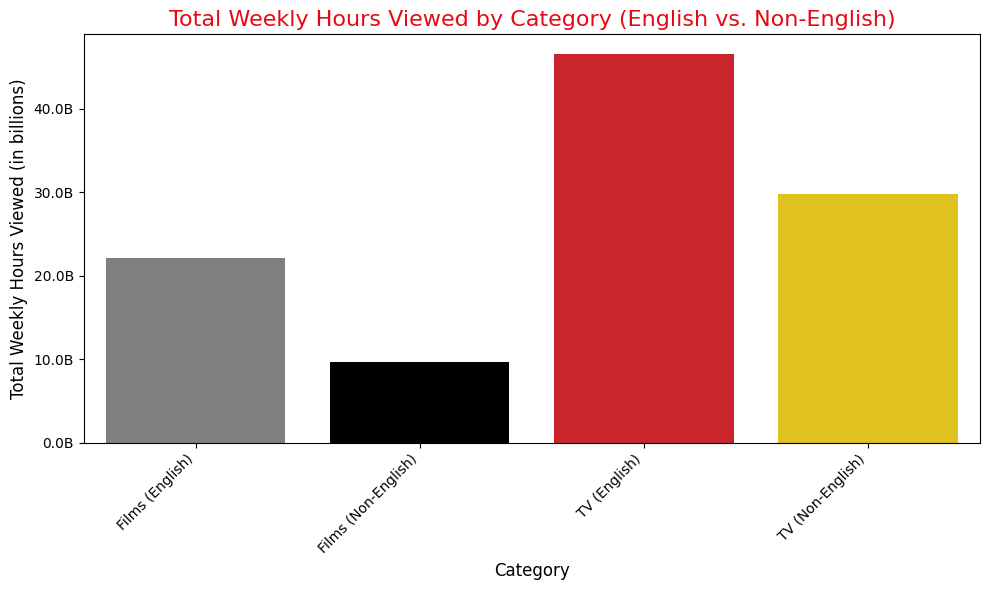 Total Weekly Hours Viewed by Category (English vs. Non-English)
Total Weekly Hours Viewed (in billions)
40.0B
30.0B
20.0B
10.0B
0.0B
Films (English)
Films (Non-English)
TV (English)
TV (Non-English)
Category